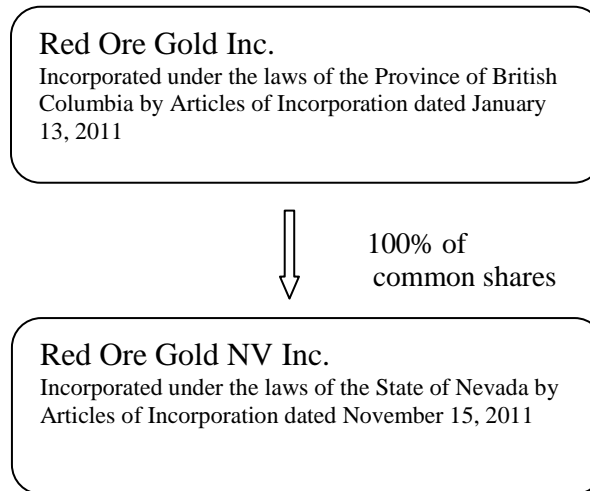 Red Ore Gold Inc.
Incorporated under the laws of the Province of British
Columbia by Articles of Incorporation dated January
13, 2011
100% of
common shares
Red Ore Gold NV Inc.
Incorporated under the laws of the State of Nevada by
Articles of Incorporation dated November 15, 2011